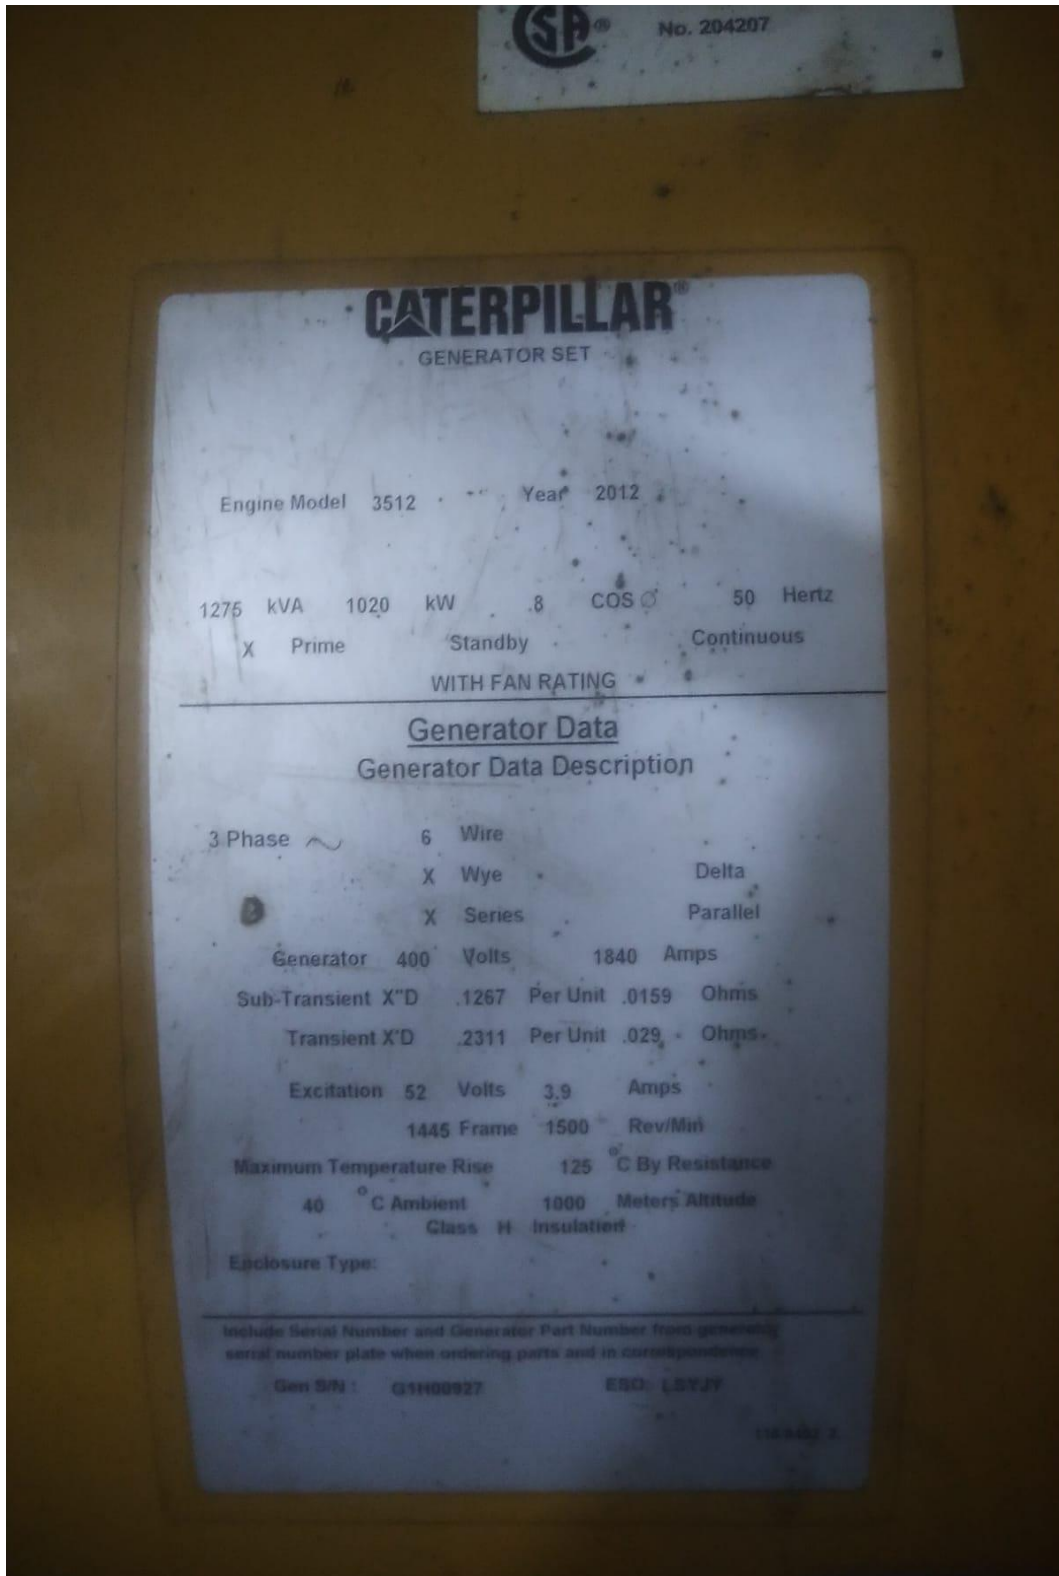 CSA® No. 204207
CATERPILLAR®
GENERATOR SET
Engine Model 3512 Year 2012
1275 kVA 1020 kW .8 COS Ø 50 Hertz
X Prime Standby Continuous
WITH FAN RATING
Generator Data
Generator Data Description
3 Phase ~ 6 Wire
X Wye Delta
X Series Parallel
Generator 400 Volts 1840 Amps
Sub-Transient X"D .1267 Per Unit .0159 Ohms
Transient X'D .2311 Per Unit .029 Ohms
Excitation 52 Volts 3.9 Amps
1445 Frame 1500 Rev/Min
Maximum Temperature Rise 125 °C By Resistance
40 °C Ambient 1000 Meters Altitude
Class H Insulation
Enclosure Type:
Include Serial Number and Generator Part Number from generator
serial number plate when ordering parts and in correspondence
Gen S/N : G1H00927 ESO: LSYJY